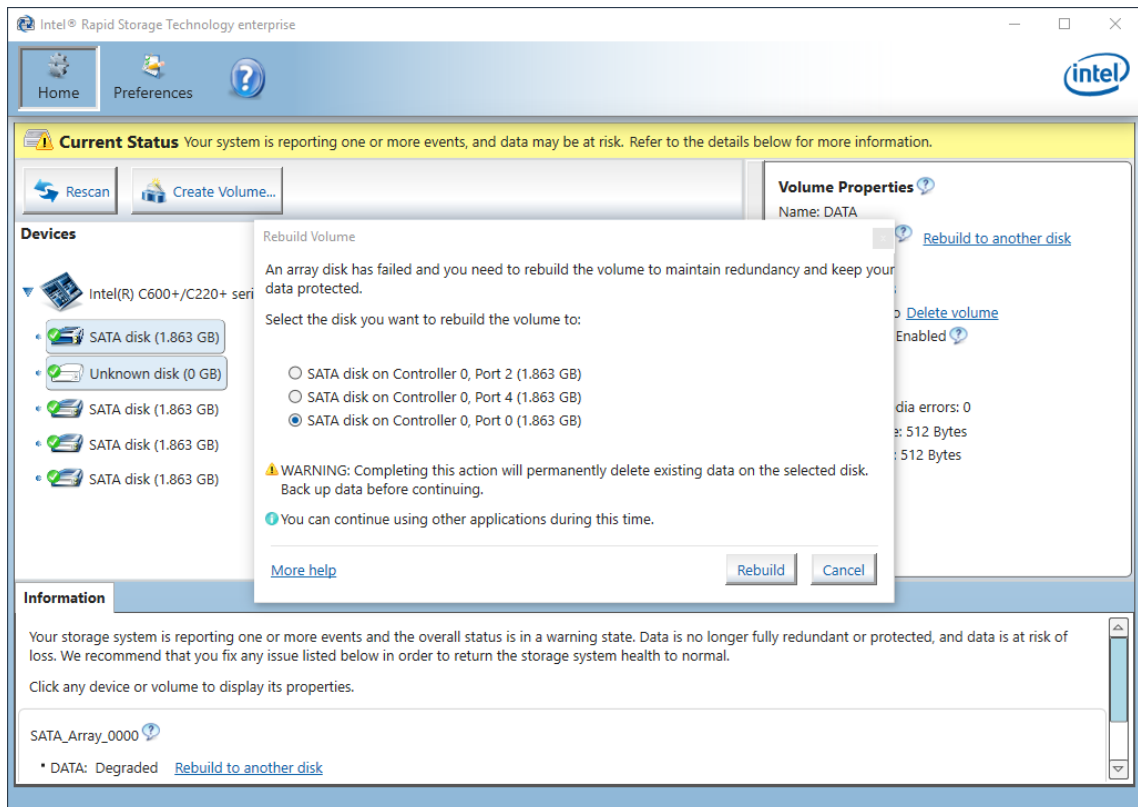 Intel® Rapid Storage Technology enterprise
Home
Preferences
?
intel
Current Status Your system is reporting one or more events, and data may be at risk. Refer to the details below for more information.
Rescan
Create Volume...
Devices
Intel(R) C600+/C220+ seri
SATA disk (1.863 GB)
Unknown disk (0 GB)
SATA disk (1.863 GB)
SATA disk (1.863 GB)
SATA disk (1.863 GB)
Volume Properties ?
Name: DATA
? Rebuild to another disk
Delete volume
Enabled ?
dia errors: 0
e: 512 Bytes
: 512 Bytes
Rebuild Volume
An array disk has failed and you need to rebuild the volume to maintain redundancy and keep your
data protected.
Select the disk you want to rebuild the volume to:
SATA disk on Controller 0, Port 2 (1.863 GB)
SATA disk on Controller 0, Port 4 (1.863 GB)
SATA disk on Controller 0, Port 0 (1.863 GB)
WARNING: Completing this action will permanently delete existing data on the selected disk.
Back up data before continuing.
You can continue using other applications during this time.
More help
Rebuild
Cancel
Information
Your storage system is reporting one or more events and the overall status is in a warning state. Data is no longer fully redundant or protected, and data is at risk of
loss. We recommend that you fix any issue listed below in order to return the storage system health to normal.
Click any device or volume to display its properties.
SATA_Array_0000 ?
• DATA: Degraded Rebuild to another disk